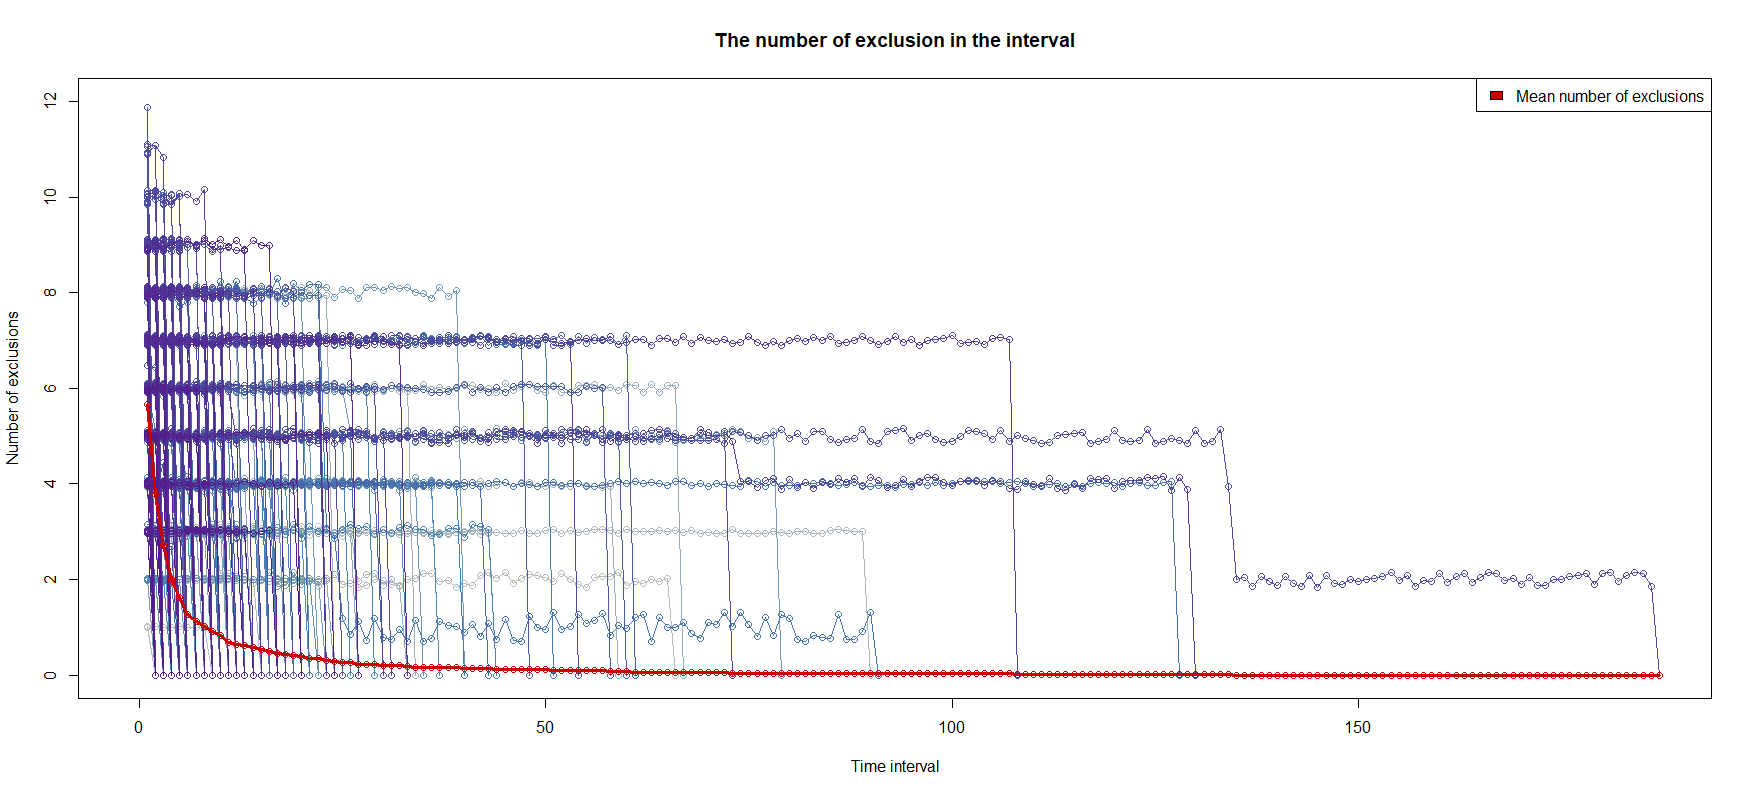 The number of exclusion in the interval
Mean number of exclusions
Number of exclusions
12
10
8
6
4
2
0
0 50 100 150
Time interval